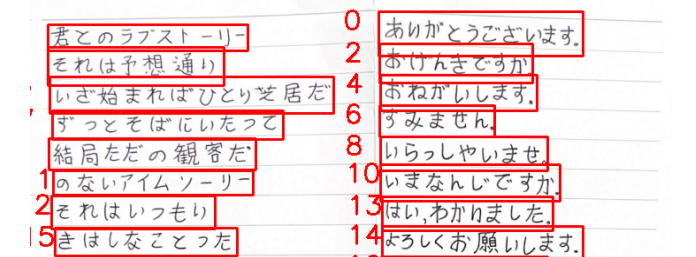 君とのラブストーリー
それは予想通り
いざ始まればひとり芝居だ
ずっとそばにいたって
結局ただの観客だ
のないアイムソーリー
それはいつもり
15 きはしなことった
0 ありがとうございます.
2 おげんきですか.
4 おねがいします.
6 すみません.
8 いらっしやいませ.
10 いまなんじですか.
13 はい,わかりました.
14 よろしくお願いします.